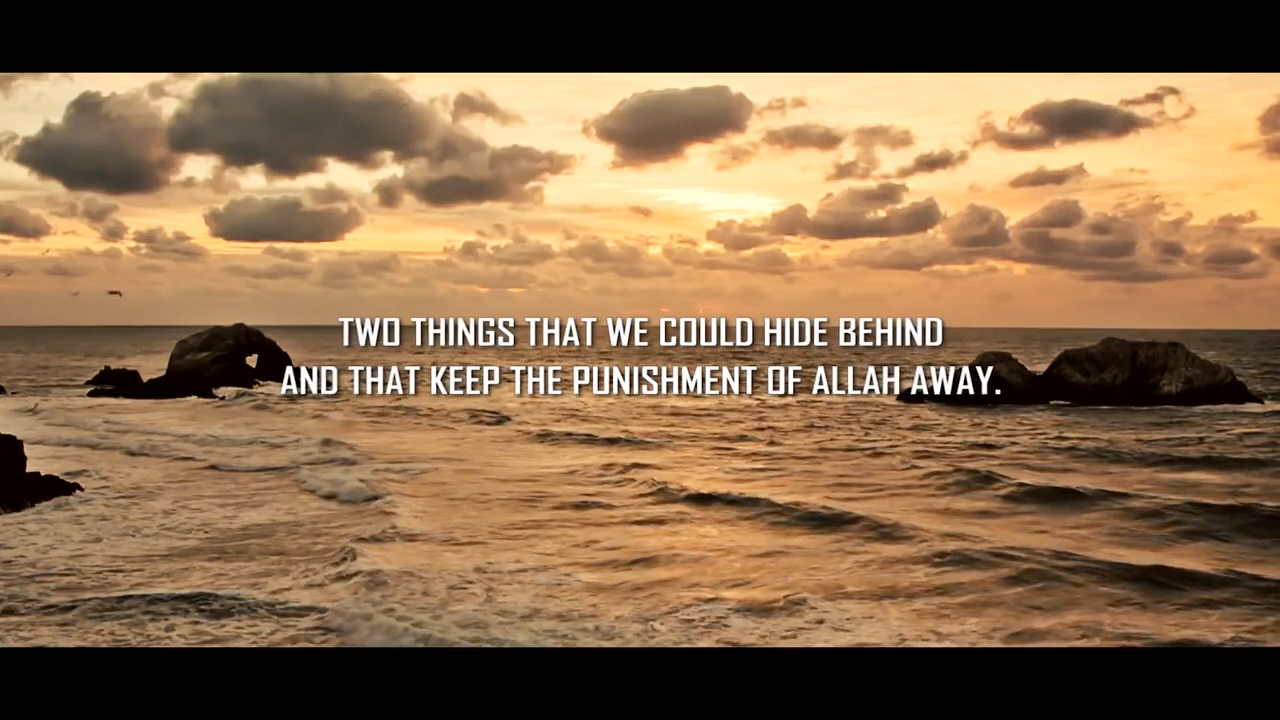 TWO THINGS THAT WE COULD HIDE BEHIND
AND THAT KEEP THE PUNISHMENT OF ALLAH AWAY.